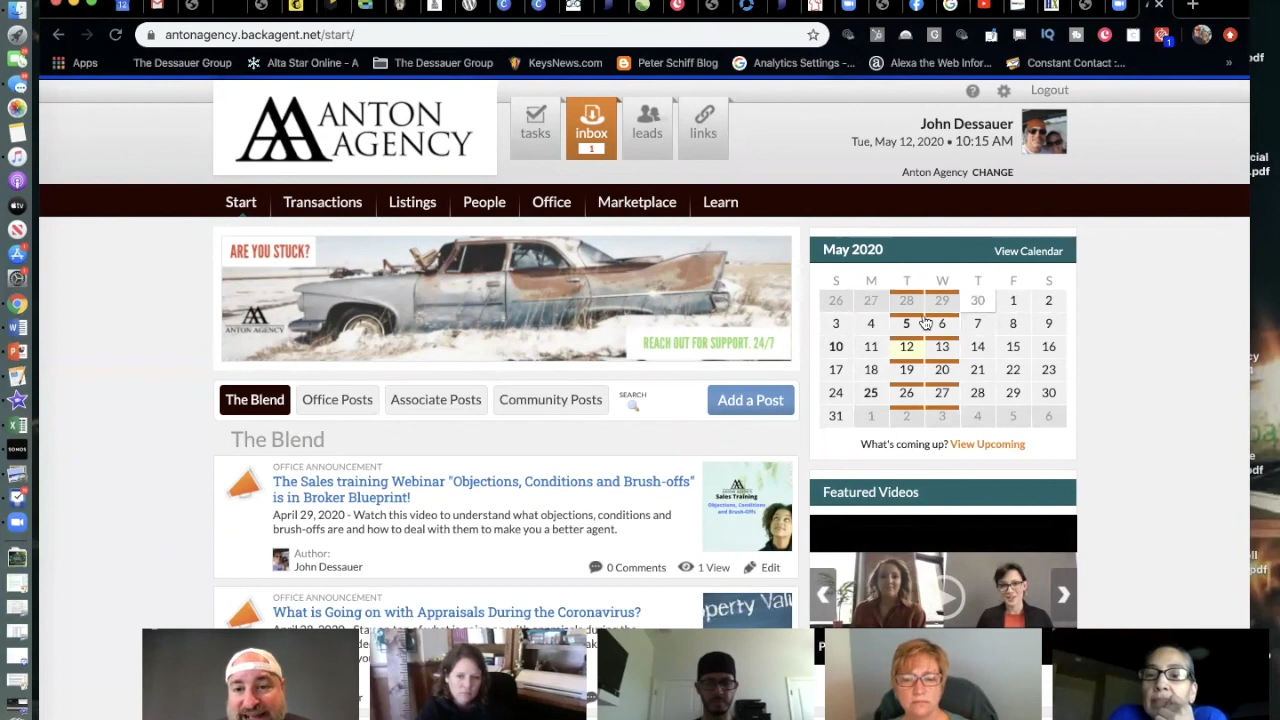 antonagency.backagent.net/start/
Apps
The Dessauer Group
Alta Star Online - A
The Dessauer Group
KeysNews.com
Peter Schiff Blog
Analytics Settings -...
Alexa the Web Infor...
Constant Contact :...
»
pdf
Logout
ANTON
AGENCY
tasks
inbox
1
leads
links
John Dessauer
Tue, May 12, 2020 • 10:15 AM
Anton Agency CHANGE
Start
Transactions
Listings
People
Office
Marketplace
Learn
ARE YOU STUCK?
ANTON AGENCY
REACH OUT FOR SUPPORT. 24/7
May 2020
View Calendar
S M T W T F S
26 27 28 29 30 1 2
3 4 5 6 7 8 9
10 11 12 13 14 15 16
17 18 19 20 21 22 23
24 25 26 27 28 29 30
31 1 2 3 4 5 6
What's coming up? View Upcoming
The Blend
Office Posts
Associate Posts
Community Posts
SEARCH
Add a Post
The Blend
OFFICE ANNOUNCEMENT
The Sales training Webinar "Objections, Conditions and Brush-offs"
is in Broker Blueprint!
April 29, 2020 - Watch this video to understand what objections, conditions and
brush-offs are and how to deal with them to make you a better agent.
Author:
John Dessauer
0 Comments
1 View
Edit
Sales Training
Objections, Conditions
and Brush-offs
Featured Videos
OFFICE ANNOUNCEMENT
What is Going on with Appraisals During the Coronavirus?
operty Valu